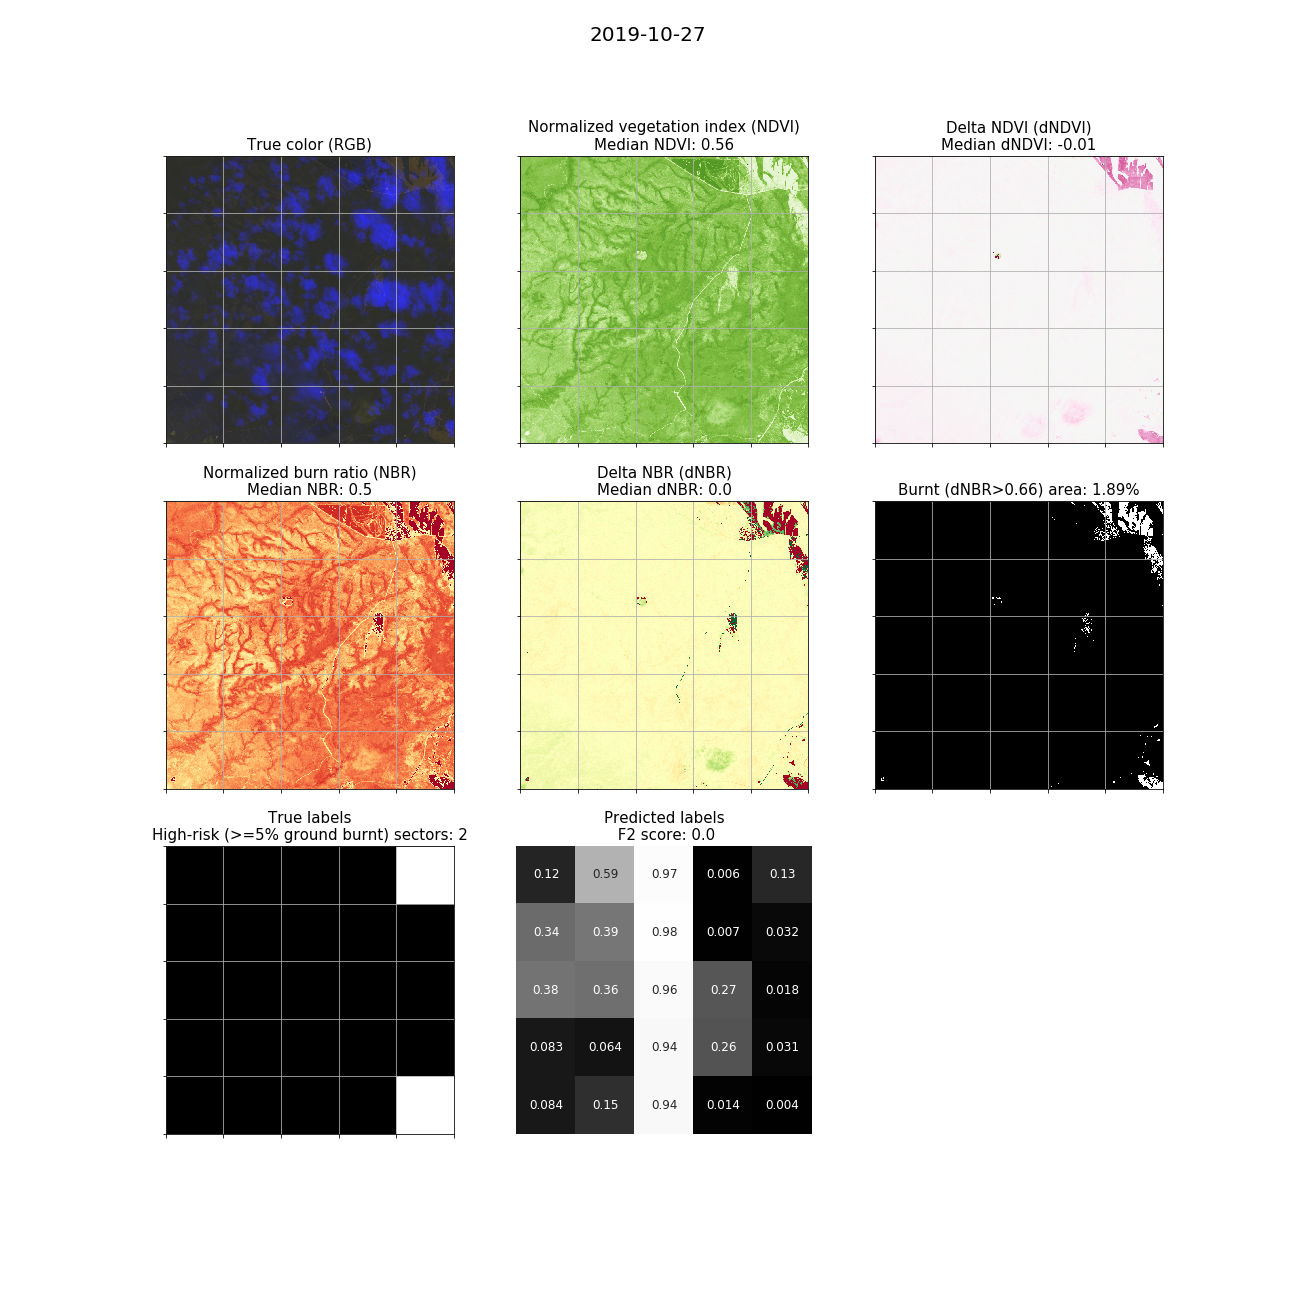 2019-10-27
True color (RGB)
Normalized vegetation index (NDVI)
Median NDVI: 0.56
Delta NDVI (dNDVI)
Median dNDVI: -0.01
Normalized burn ratio (NBR)
Median NBR: 0.5
Delta NBR (dNBR)
Median dNBR: 0.0
Burnt (dNBR>0.66) area: 1.89%
True labels
High-risk (>=5% ground burnt) sectors: 2
Predicted labels
F2 score: 0.0
0.12 0.59 0.97 0.006 0.13
0.34 0.39 0.98 0.007 0.032
0.38 0.36 0.96 0.27 0.018
0.083 0.064 0.94 0.26 0.031
0.084 0.15 0.94 0.014 0.004